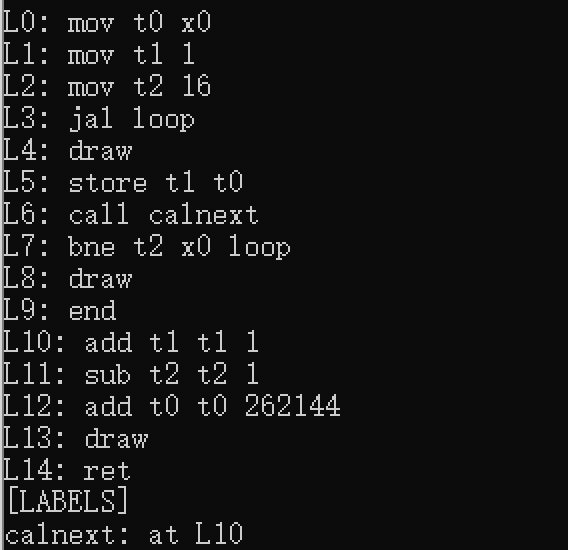 L0: mov t0 x0
L1: mov t1 1
L2: mov t2 16
L3: jal loop
L4: draw
L5: store t1 t0
L6: call calnext
L7: bne t2 x0 loop
L8: draw
L9: end
L10: add t1 t1 1
L11: sub t2 t2 1
L12: add t0 t0 262144
L13: draw
L14: ret
[LABELS]
calnext: at L10